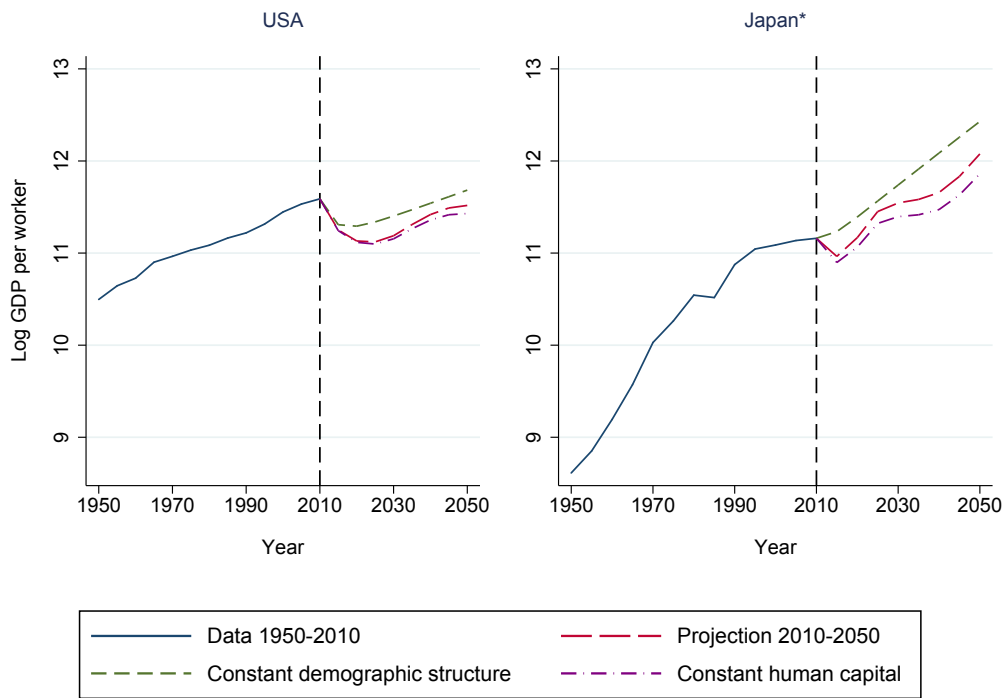 USA
Japan*
Log GDP per worker
13
12
11
10
9
1950 1970 1990 2010 2030 2050
Year
13
12
11
10
9
1950 1970 1990 2010 2030 2050
Year
Data 1950-2010
Projection 2010-2050
Constant demographic structure
Constant human capital